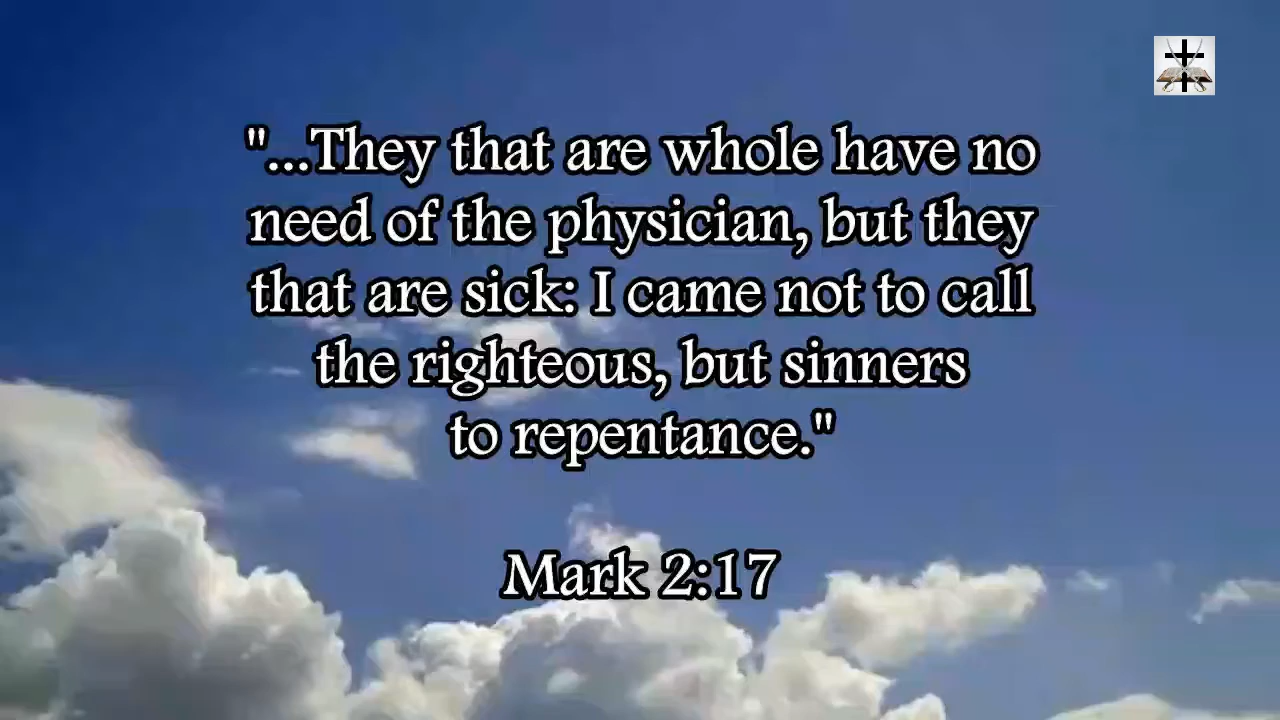 "...They that are whole have no
need of the physician, but they
that are sick: I came not to call
the righteous, but sinners
to repentance."
Mark 2:17